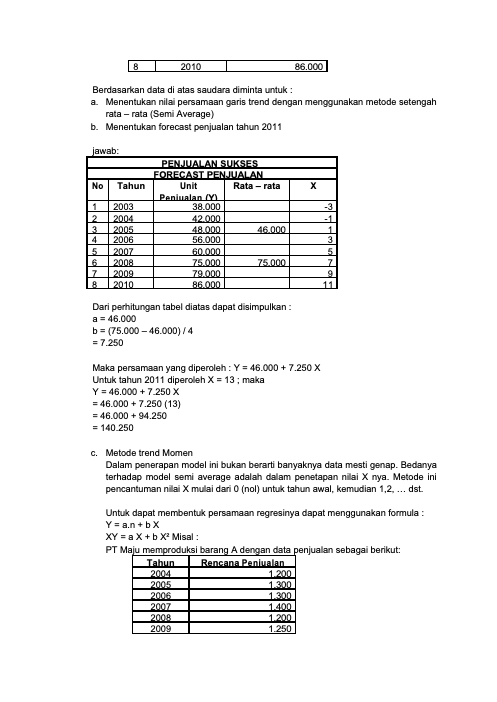 8 2010 86.000
Berdasarkan data di atas saudara diminta untuk :
a. Menentukan nilai persamaan garis trend dengan menggunakan metode setengah
rata – rata (Semi Average)
b. Menentukan forecast penjualan tahun 2011
jawab:
PENJUALAN SUKSES
FORECAST PENJUALAN
No Tahun Unit Rata – rata X
Penjualan (Y)
1 2003 38.000 -3
2 2004 42.000 -1
3 2005 48.000 46.000 1
4 2006 56.000 3
5 2007 60.000 5
6 2008 75.000 75.000 7
7 2009 79.000 9
8 2010 86.000 11
Dari perhitungan tabel diatas dapat disimpulkan :
a = 46.000
b = (75.000 – 46.000) / 4
= 7.250
Maka persamaan yang diperoleh : Y = 46.000 + 7.250 X
Untuk tahun 2011 diperoleh X = 13 ; maka
Y = 46.000 + 7.250 X
= 46.000 + 7.250 (13)
= 46.000 + 94.250
= 140.250
c. Metode trend Momen
Dalam penerapan model ini bukan berarti banyaknya data mesti genap. Bedanya
terhadap model semi average adalah dalam penetapan nilai X nya. Metode ini
pencantuman nilai X mulai dari 0 (nol) untuk tahun awal, kemudian 1,2, … dst.
Untuk dapat membentuk persamaan regresinya dapat menggunakan formula :
Y = a.n + b X
XY = a X + b X² Misal :
PT Maju memproduksi barang A dengan data penjualan sebagai berikut:
Tahun Rencana Penjualan
2004 1.200
2005 1.300
2006 1.300
2007 1.400
2008 1.200
2009 1.250